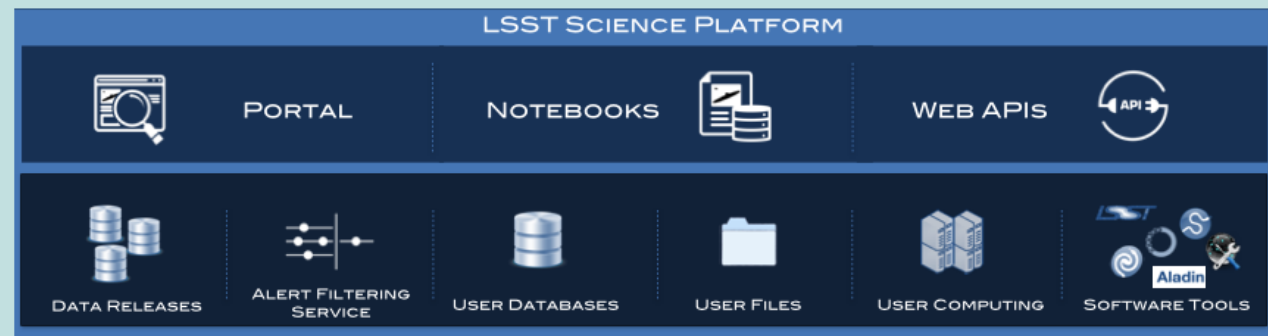 LSST SCIENCE PLATFORM
PORTAL
NOTEBOOKS
WEB APIS
API
DATA RELEASES
ALERT FILTERING
SERVICE
USER DATABASES
USER FILES
USER COMPUTING
LSST
Aladin
SOFTWARE TOOLS